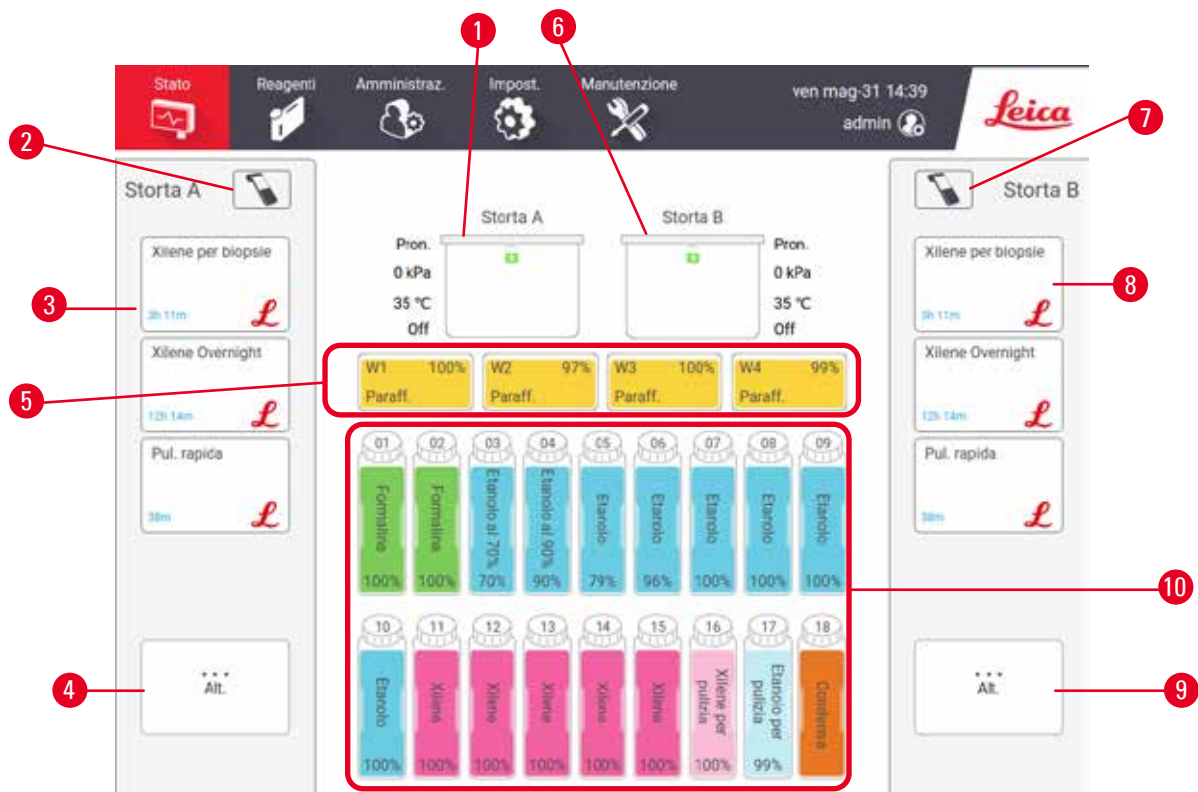 1
6
Stato
Reagenti
Amministraz.
Impost.
Manutenzione
ven mag-31 14:39
admin
Leica
2
7
Storta A
Storta B
Storta A
Storta B
3
8
Xilene per biopsie
3h 11m
L
Xilene Overnight
12h 14m
L
Pul. rapida
38m
L
Pron.
0 kPa
35 °C
Off
Pron.
0 kPa
35 °C
Off
Xilene per biopsie
3h 11m
L
Xilene Overnight
12h 14m
L
Pul. rapida
38m
L
5
W1 100%
Paraff.
W2 97%
Paraff.
W3 100%
Paraff.
W4 99%
Paraff.
01 02 03 04 05 06 07 08 09
Formalina
Formalina
Etanolo al 70%
Etanolo al 90%
Etanolo
Etanolo
Etanolo
Etanolo
Etanolo
100% 100% 70% 90% 79% 96% 100% 100% 100%
10
10 11 12 13 14 15 16 17 18
Etanolo
Xilene
Xilene
Xilene
Xilene
Xilene
Xilene per pulizia
Etanolo per pulizia
Condensa
100% 100% 100% 100% 100% 100% 100% 99%
4
...
Alt.
...
Alt.
9